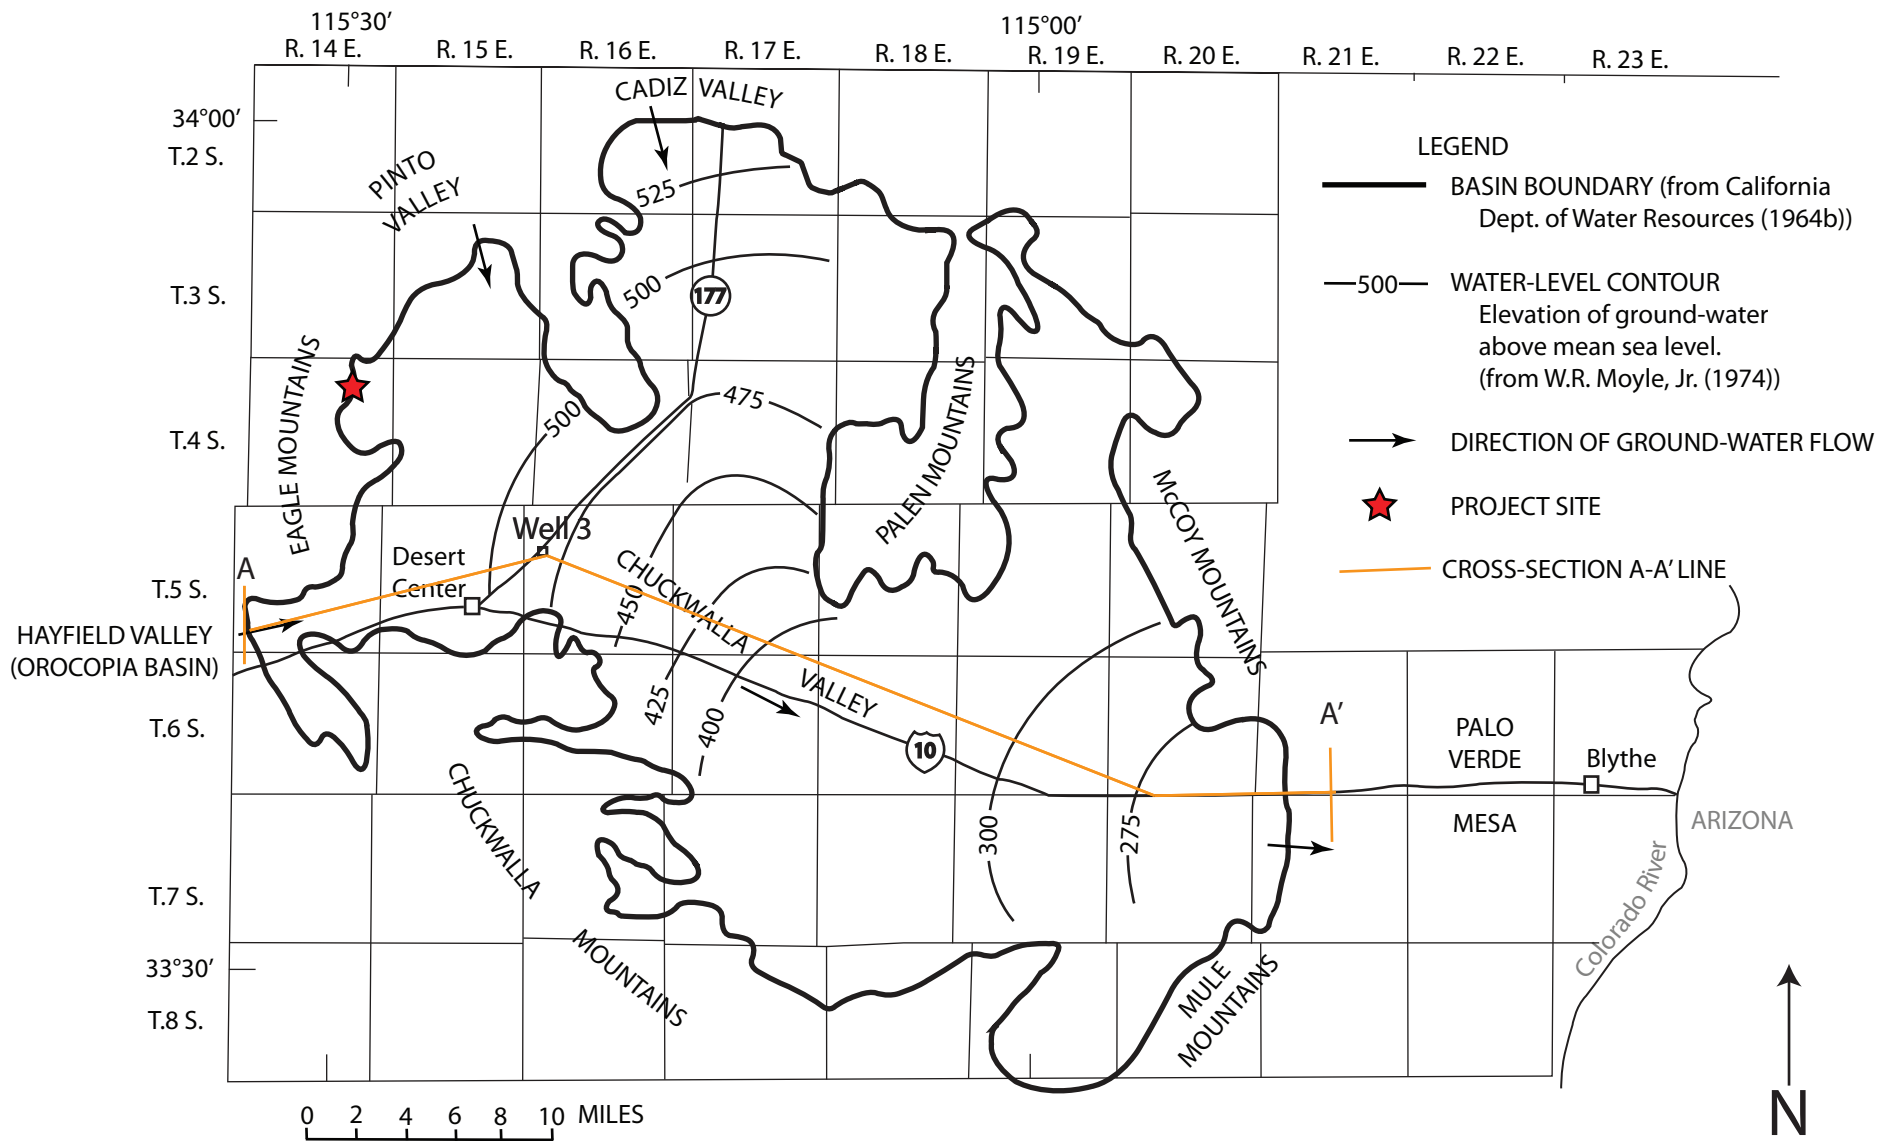 115°30’
115°00’
R. 14 E.
R. 15 E.
R. 16 E.
R. 17 E.
R. 18 E.
R. 19 E.
R. 20 E.
R. 21 E.
R. 22 E.
R. 23 E.
CADIZ VALLEY
34°00’
T.2 S.
PINTO
VALLEY
525
LEGEND
BASIN BOUNDARY (from California
Dept. of Water Resources (1964b))
500
WATER-LEVEL CONTOUR
Elevation of ground-water
above mean sea level.
(from W.R. Moyle, Jr. (1974))
DIRECTION OF GROUND-WATER FLOW
PROJECT SITE
CROSS-SECTION A-A’ LINE
T.3 S.
500
177
EAGLE MOUNTAINS
475
500
T.4 S.
PALEN MOUNTAINS
McCOY MOUNTAINS
Well 3
Desert
Center
A
T.5 S.
CHUCKWALLA
VALLEY
450
HAYFIELD VALLEY
(OROCOPIA BASIN)
425
400
T.6 S.
10
A’
PALO
VERDE
MESA
Blythe
CHUCKWALLA
MOUNTAINS
300
275
ARIZONA
Colorado River
T.7 S.
33°30’
MULE
MOUNTAINS
T.8 S.
0 2 4 6 8 10 MILES
N